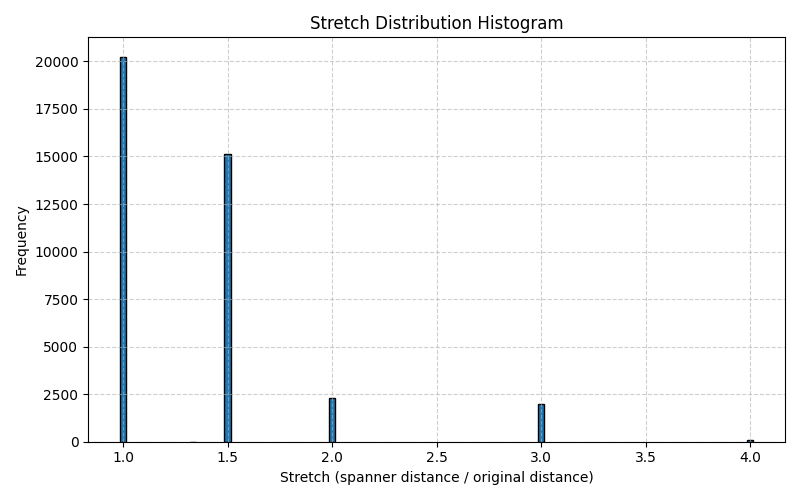 Stretch Distribution Histogram
Frequency
20000
17500
15000
12500
10000
7500
5000
2500
0
1.0 1.5 2.0 2.5 3.0 3.5 4.0
Stretch (spanner distance / original distance)